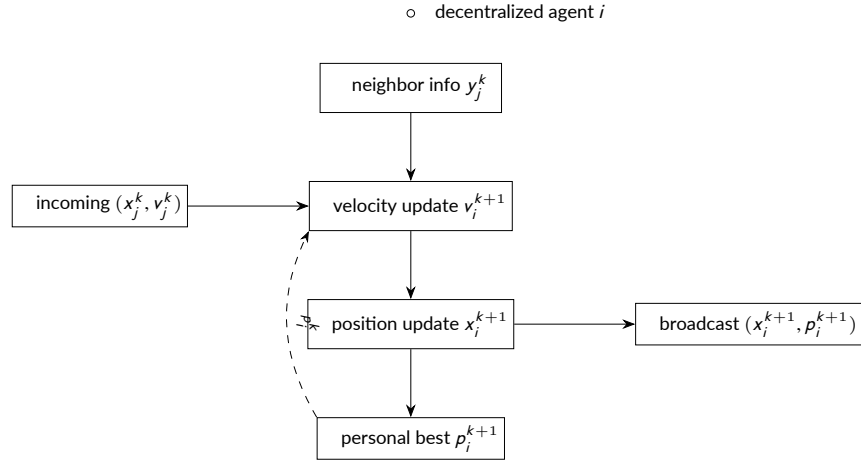 decentralized agent i
neighbor info y_j^k
incoming (x_j^k, v_j^k)
velocity update v_i^{k+1}
p_i^k
position update x_i^{k+1}
broadcast (x_i^{k+1}, p_i^{k+1})
personal best p_i^{k+1}